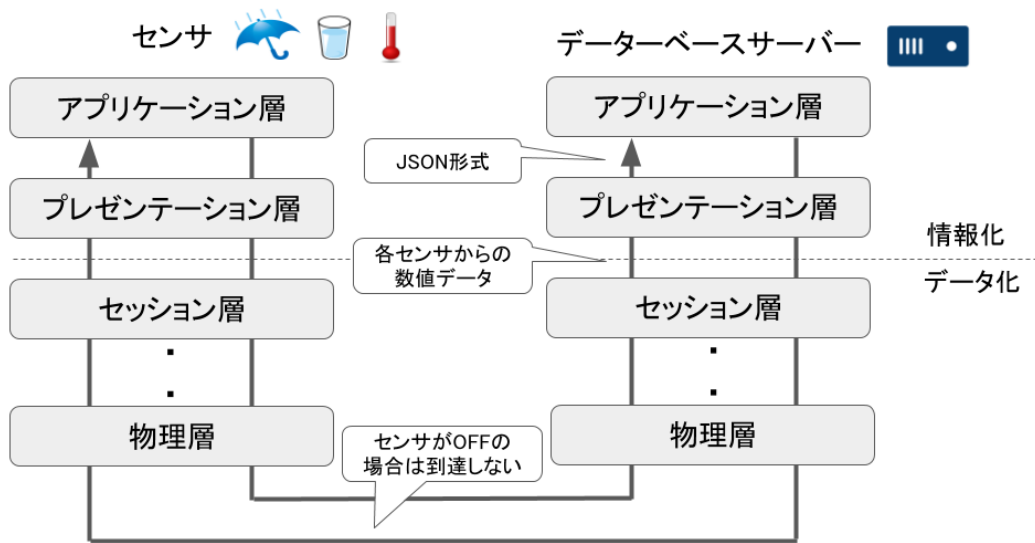 センサ
データーベースサーバー
アプリケーション層
アプリケーション層
JSON形式
プレゼンテーション層
プレゼンテーション層
情報化
各センサからの
数値データ
データ化
セッション層
セッション層
物理層
物理層
センサがOFFの
場合は到達しない